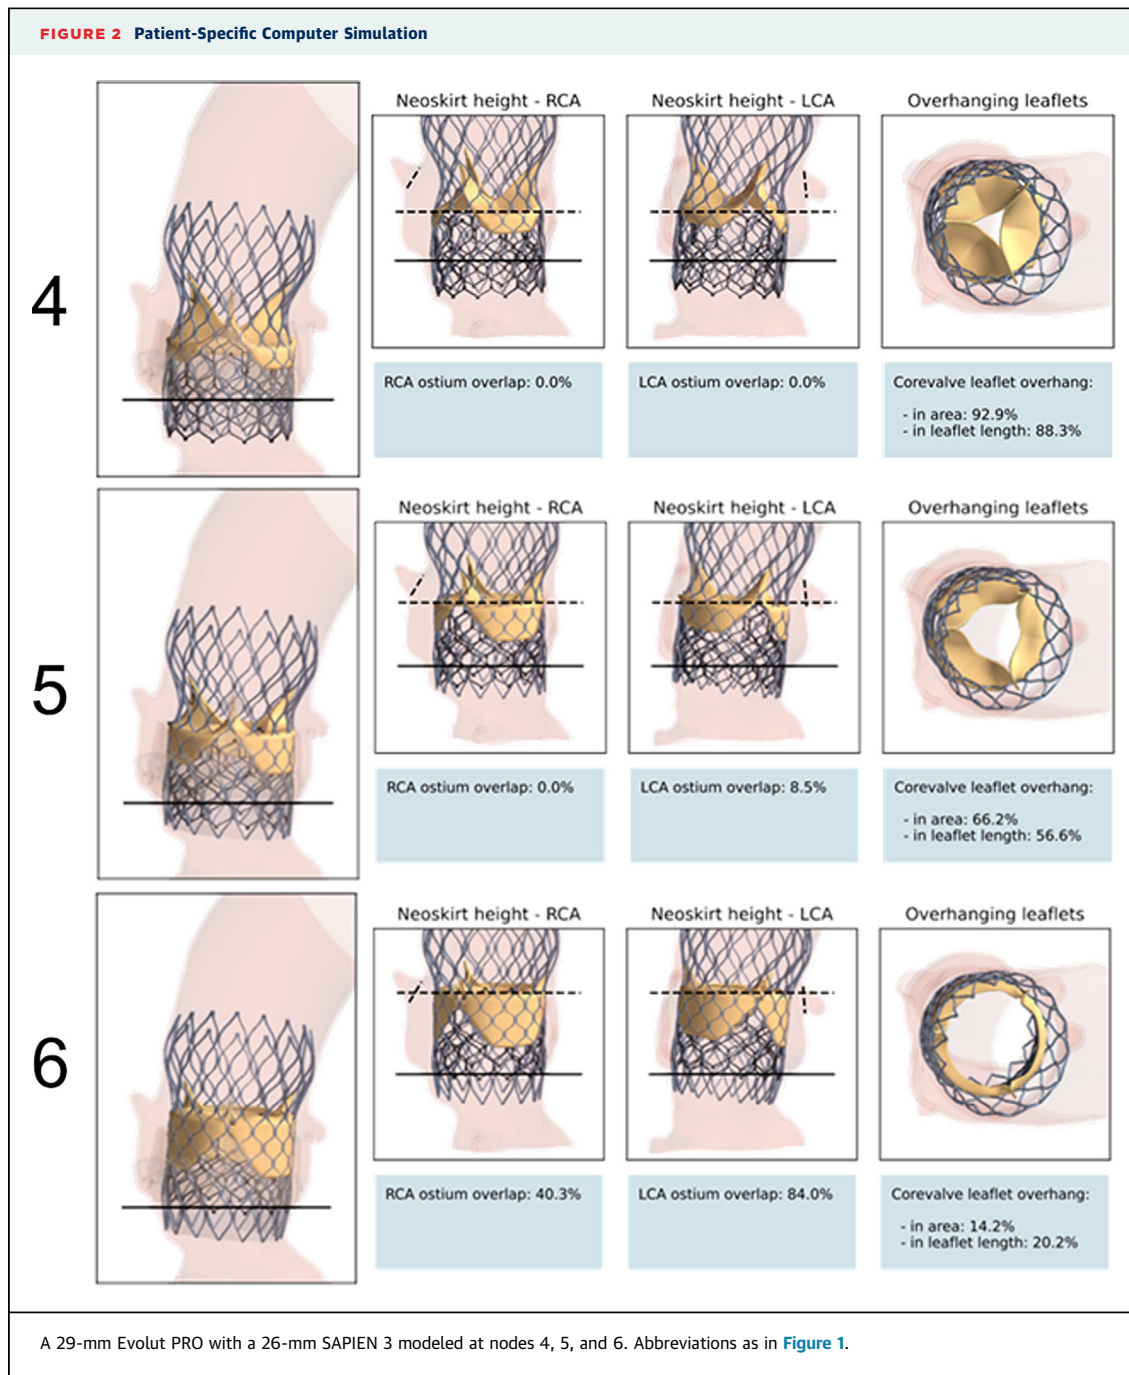 FIGURE 2 Patient-Specific Computer Simulation
4
Neoskirt height - RCA
Neoskirt height - LCA
Overhanging leaflets
RCA ostium overlap: 0.0%
LCA ostium overlap: 0.0%
Corevalve leaflet overhang:
- in area: 92.9%
- in leaflet length: 88.3%
5
Neoskirt height - RCA
Neoskirt height - LCA
Overhanging leaflets
RCA ostium overlap: 0.0%
LCA ostium overlap: 8.5%
Corevalve leaflet overhang:
- in area: 66.2%
- in leaflet length: 56.6%
6
Neoskirt height - RCA
Neoskirt height - LCA
Overhanging leaflets
RCA ostium overlap: 40.3%
LCA ostium overlap: 84.0%
Corevalve leaflet overhang:
- in area: 14.2%
- in leaflet length: 20.2%
A 29-mm Evolut PRO with a 26-mm SAPIEN 3 modeled at nodes 4, 5, and 6. Abbreviations as in Figure 1.